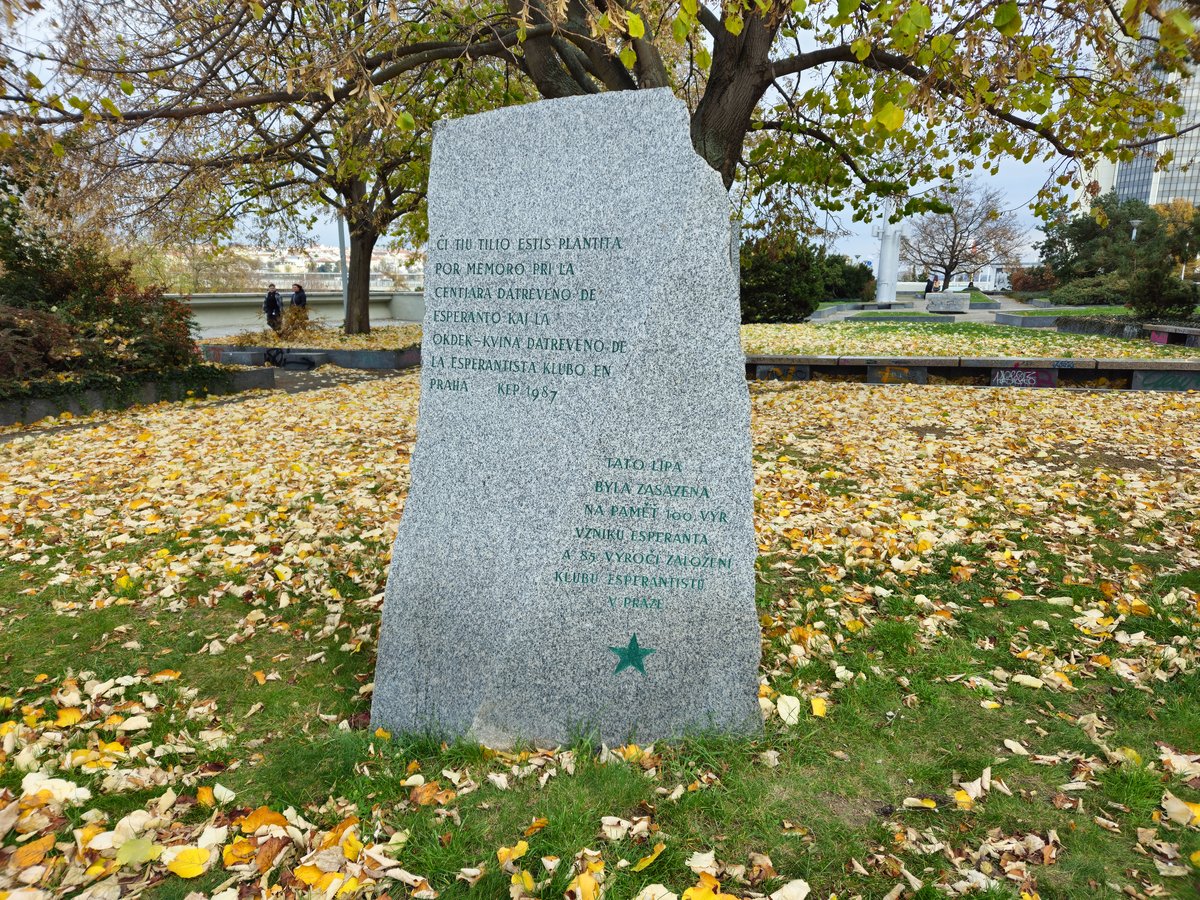 ĈI TIU TILIO ESTIS PLANTITA
POR MEMORO PRI LA
CENTJARA DATREVENO DE
ESPERANTO KAJ LA
OKDEK-KVINA DATREVENO DE
LA ESPERANTISTA KLUBO EN
PRAHA KEP 1987
TATO LÍPA
BYLA ZASAZENA
NA PAMĚŤ 100 VÝR.
VZNIKU ESPERANTA
A 85. VÝROČÍ ZALOŽENÍ
KLUBU ESPERANTISTŮ
V PRAZE